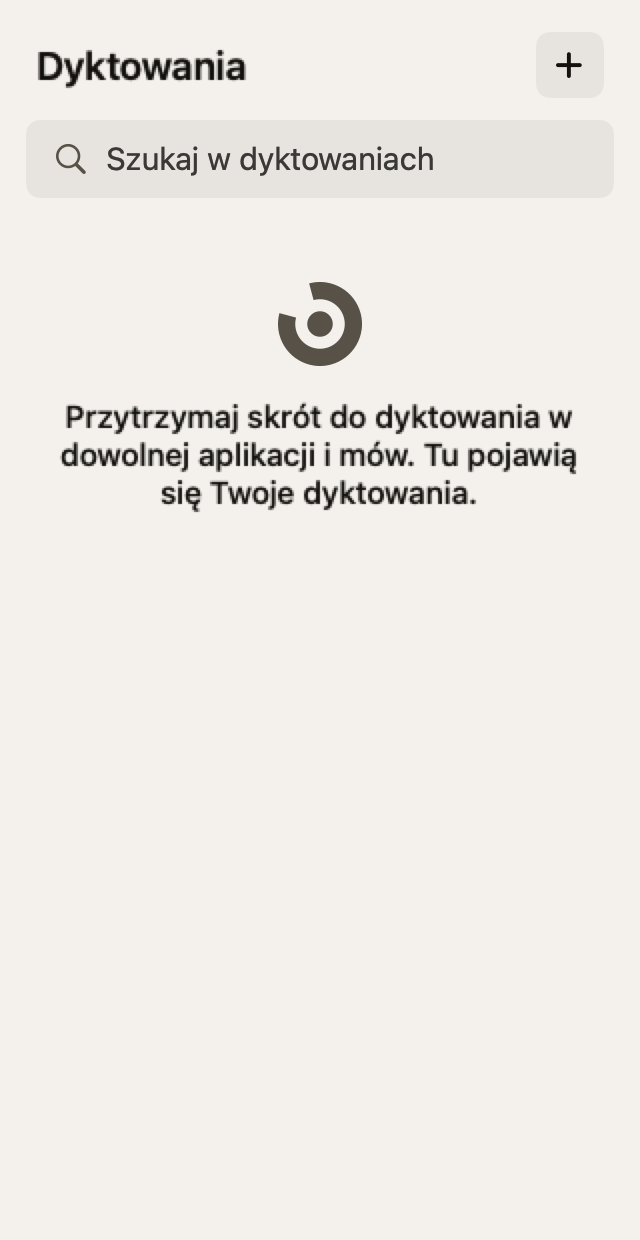 Dyktowania
Szukaj w dyktowaniach
Przytrzymaj skrót do dyktowania w
dowolnej aplikacji i mów. Tu pojawią
się Twoje dyktowania.